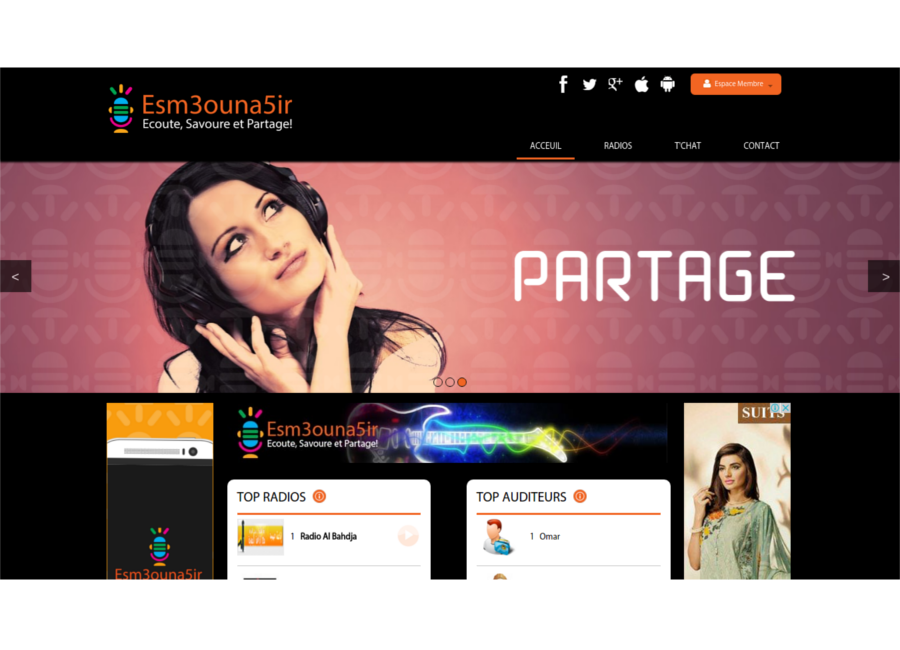 Espace Membre
Esm3ouna5ir
Ecoute, Savoure et Partage!
ACCEUIL RADIOS T'CHAT CONTACT
PARTAGE
< >
Esm3ouna5ir
Ecoute, Savoure et Partage!
SUITS
TOP RADIOS
TOP AUDITEURS
1 Radio Al Bahdja
1 Omar
Esm3ouna5ir